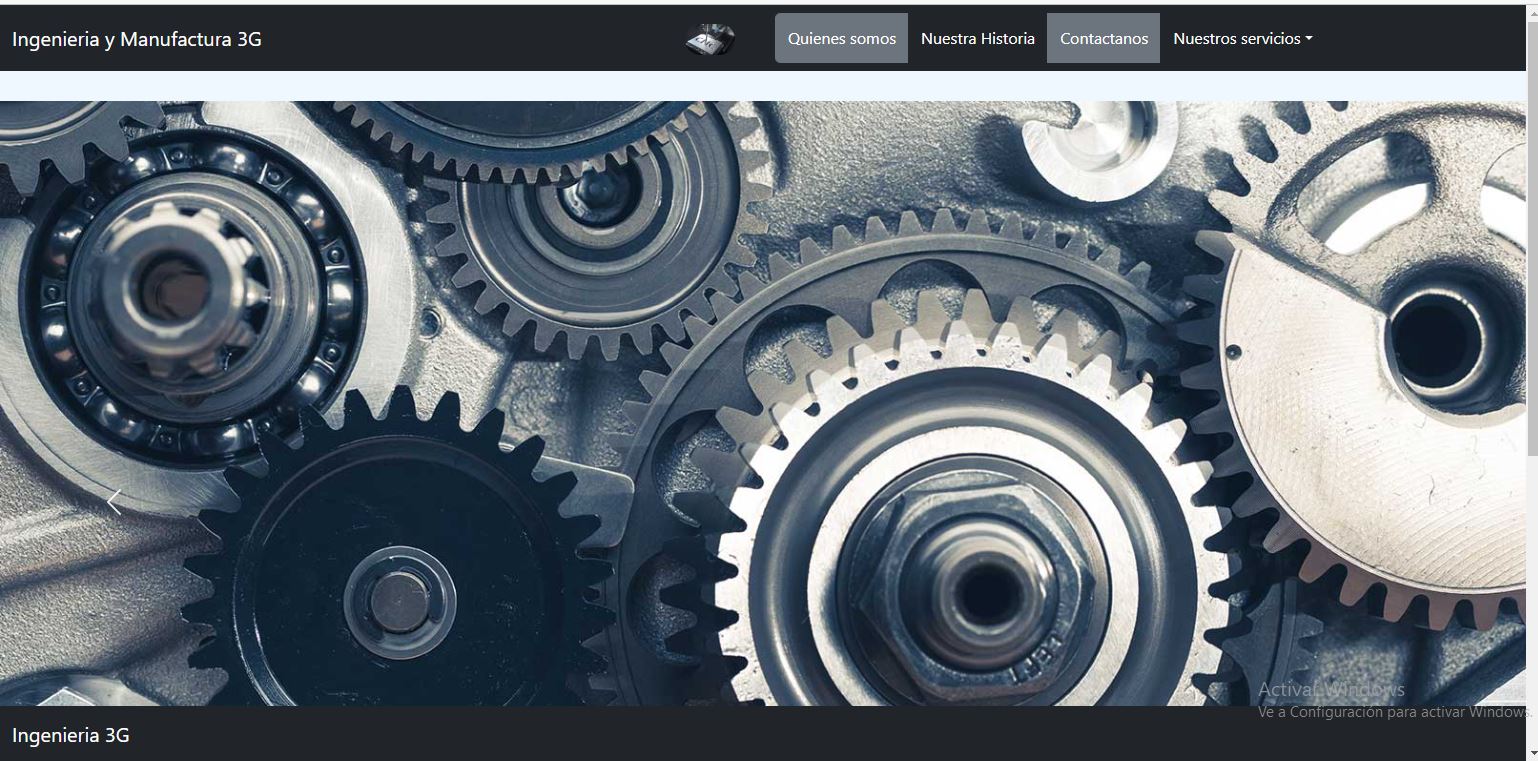 Ingenieria y Manufactura 3G
CNC
Quienes somos
Nuestra Historia
Contactanos
Nuestros servicios
Activar Windows
Ve a Configuración para activar Windows.
Ingenieria 3G